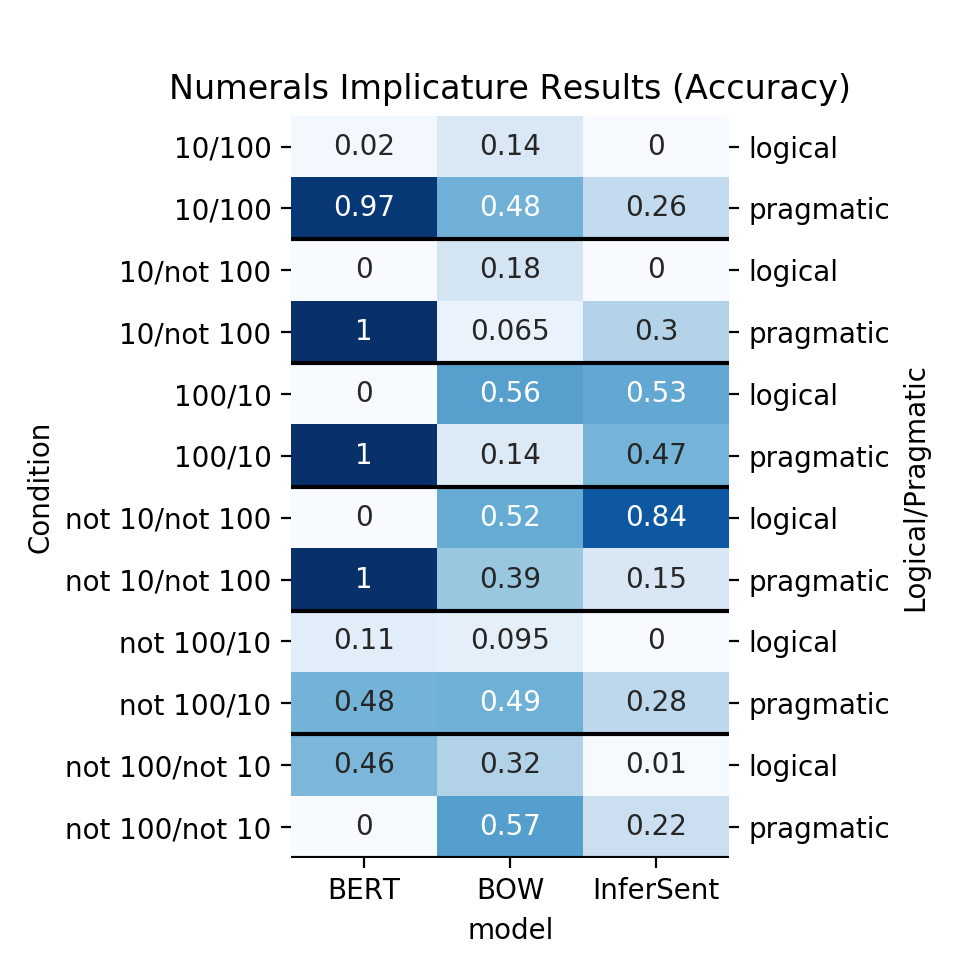 Numerals Implicature Results (Accuracy)
10/100 0.02 0.14 0 logical
10/100 0.97 0.48 0.26 pragmatic
10/not 100 0 0.18 0 logical
10/not 100 1 0.065 0.3 pragmatic
100/10 0 0.56 0.53 logical
100/10 1 0.14 0.47 pragmatic
not 10/not 100 0 0.52 0.84 logical
not 10/not 100 1 0.39 0.15 pragmatic
not 100/10 0.11 0.095 0 logical
not 100/10 0.48 0.49 0.28 pragmatic
not 100/not 10 0.46 0.32 0.01 logical
not 100/not 10 0 0.57 0.22 pragmatic
BERT BOW InferSent
model
Condition
Logical/Pragmatic